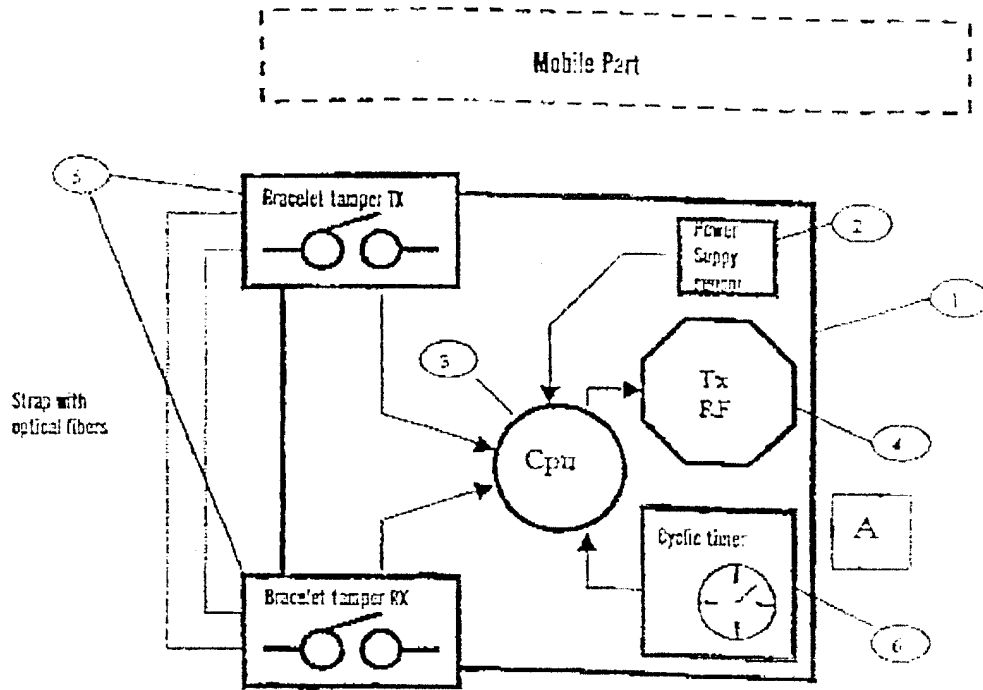 Mobile Part
5
Bracelet tamper TX
Power
Supply
2
1
3
Tx
RF
Strap with
optical fibers
Cpu
4
Cyclic timer
A
Bracelet tamper RX
6